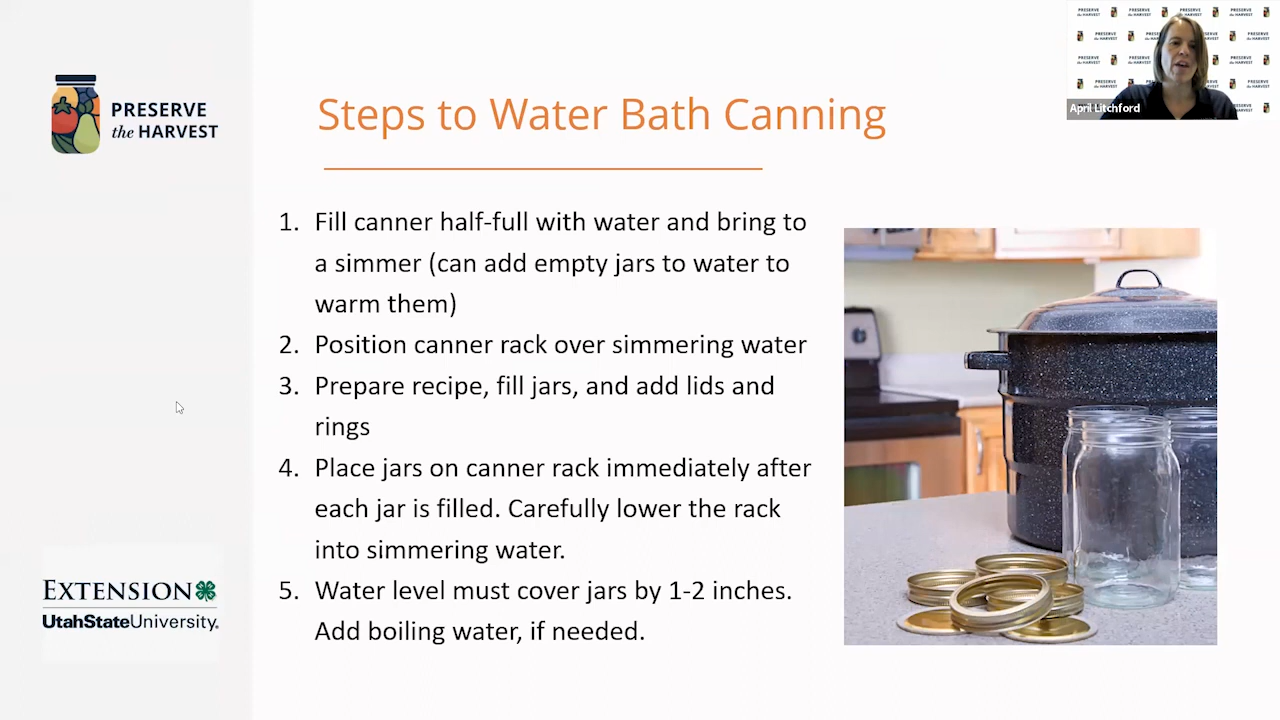 PRESERVE
the HARVEST
Steps to Water Bath Canning
1. Fill canner half-full with water and bring to
a simmer (can add empty jars to water to
warm them)
2. Position canner rack over simmering water
3. Prepare recipe, fill jars, and add lids and
rings
4. Place jars on canner rack immediately after
each jar is filled. Carefully lower the rack
into simmering water.
5. Water level must cover jars by 1-2 inches.
Add boiling water, if needed.
EXTENSION
UtahStateUniversity®
PRESERVE
the HARVEST
April Litchford